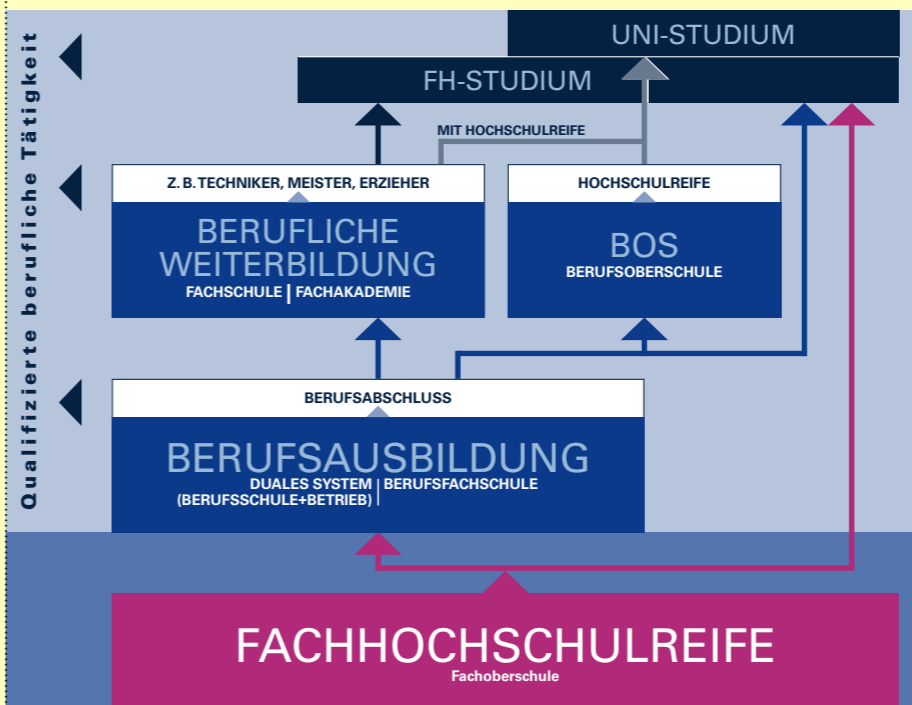 Qualifizierte berufliche Tätigkeit
UNI-STUDIUM
FH-STUDIUM
MIT HOCHSCHULREIFE
Z. B. TECHNIKER, MEISTER, ERZIEHER
BERUFLICHE
WEITERBILDUNG
FACHSCHULE | FACHAKADEMIE
HOCHSCHULREIFE
BOS
BERUFSOBERSCHULE
BERUFSABSCHLUSS
BERUFSAUSBILDUNG
DUALES SYSTEM | BERUFSFACHSCHULE
(BERUFSSCHULE+BETRIEB)
FACHHOCHSCHULREIFE
Fachoberschule